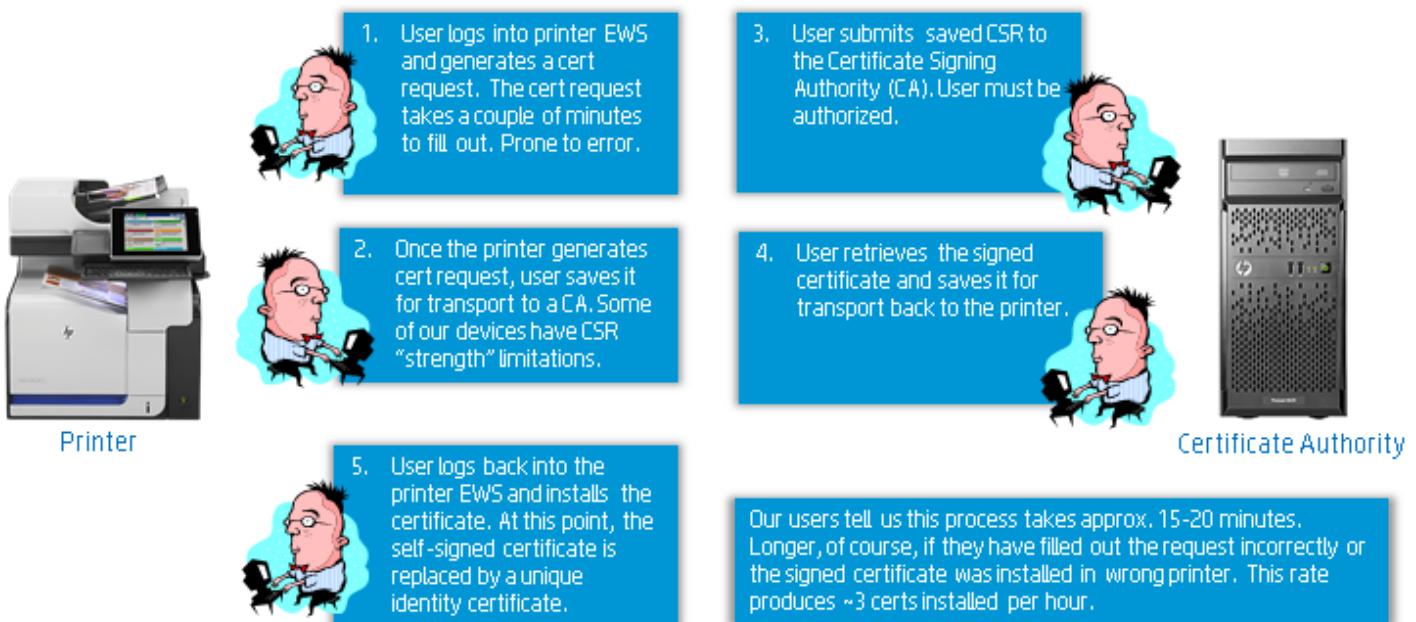 1. User logs into printer EWS
and generates a cert
request. The cert request
takes a couple of minutes
to fill out. Prone to error.
2. Once the printer generates
cert request, user saves it
for transport to a CA. Some
of our devices have CSR
“strength” limitations.
Printer
5. User logs back into the
printer EWS and installs the
certificate. At this point, the
self-signed certificate is
replaced by a unique
identity certificate.
3. User submits saved CSR to
the Certificate Signing
Authority (CA). User must be
authorized.
4. User retrieves the signed
certificate and saves it for
transport back to the printer.
hp
hp
Certificate Authority
Our users tell us this process takes approx. 15-20 minutes.
Longer, of course, if they have filled out the request incorrectly or
the signed certificate was installed in wrong printer. This rate
produces ~3 certs installed per hour.